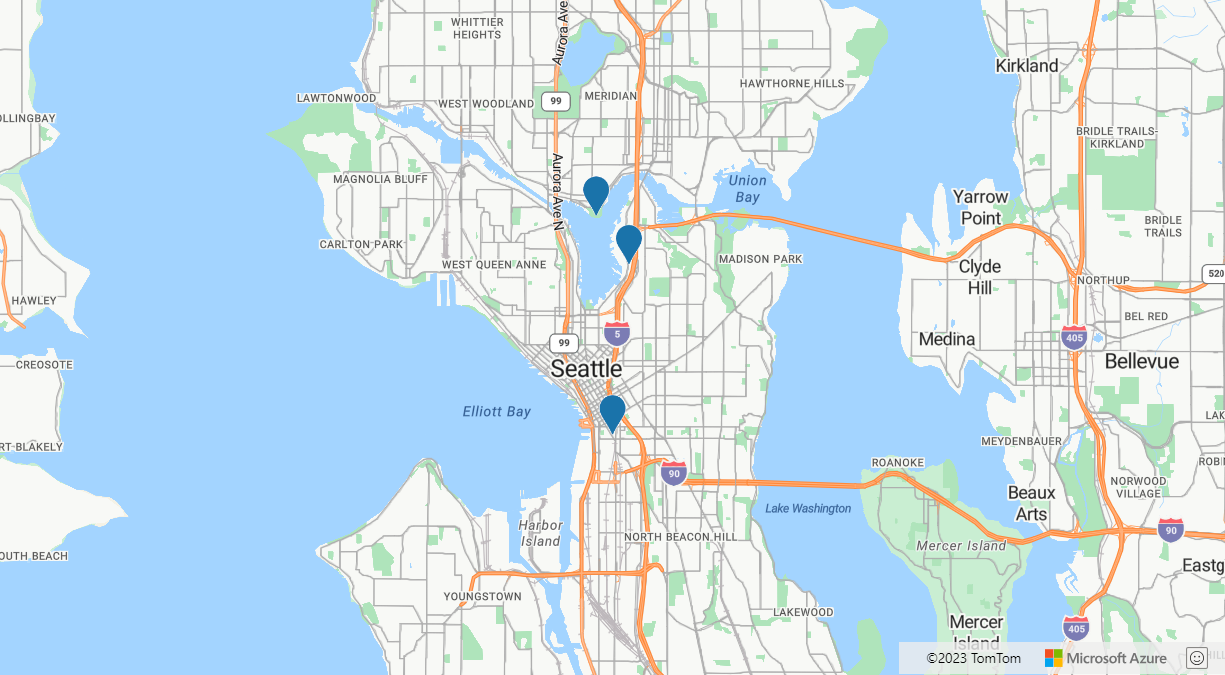 WHITTIER
HEIGHTS
Aurora Ave
Kirkland
HAWTHORNE HILLS
LAWTONWOOD
WEST WOODLAND
99
MERIDIAN
OLLINGBAY
BRIDLE TRAILS-
KIRKLAND
Aurora Ave N
MAGNOLIA BLUFF
Union
Bay
Yarrow
Point
BRIDLE
TRAILS
CARLTON PARK
WEST QUEEN ANNE
MADISON PARK
Clyde
Hill
NORTHUP
520
HAWLEY
BEL RED
5
99
Medina
405
CREOSOTE
Seattle
Bellevue
Elliott Bay
LAK
RT-BLAKELY
MEYDENBAUER
ROANOKE
ROBIN
90
NORWOOD
VILLAGE
Beaux
Arts
Lake Washington
Harbor
Island
NORTH BEACON HILL
Mercer Island
90
OUTH BEACH
Eastg
YOUNGSTOWN
LAKEWOOD
Mercer
Island
405
©2023 TomTom
Microsoft Azure
HILL